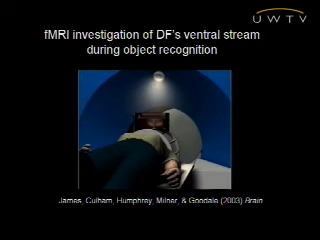 UWTV
fMRI investigation of DF's ventral stream
during object recognition
James, Culham, Humphrey, Milner, & Goodale (2003) Brain